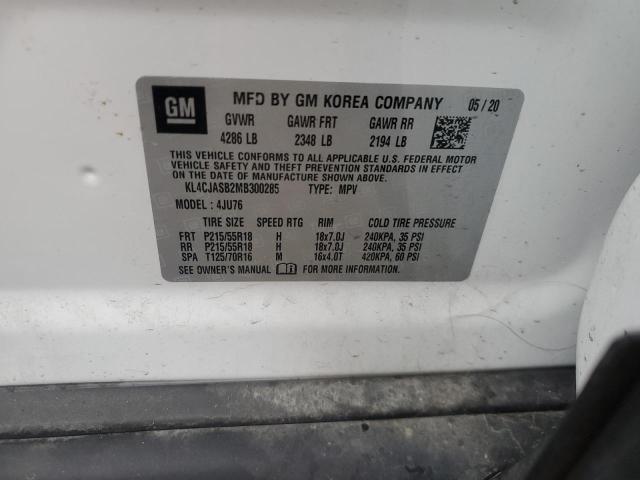 GM MFD BY GM KOREA COMPANY 05/20
GVWR GAWR FRT GAWR RR
4286 LB 2348 LB 2194 LB
THIS VEHICLE CONFORMS TO ALL APPLICABLE U.S. FEDERAL MOTOR
VEHICLE SAFETY AND THEFT PREVENTION STANDARDS IN EFFECT ON
THE DATE OF MANUFACTURE SHOWN ABOVE.
KL4CJASB2MB300285 TYPE: MPV
MODEL: 4JU76
TIRE SIZE SPEED RTG RIM COLD TIRE PRESSURE
FRT P215/55R18 H 18x7.0J 240KPA, 35 PSI
RR P215/55R18 H 18x7.0J 240KPA, 35 PSI
SPA T125/70R16 M 16x4.0T 420KPA, 60 PSI
SEE OWNER'S MANUAL FOR MORE INFORMATION.